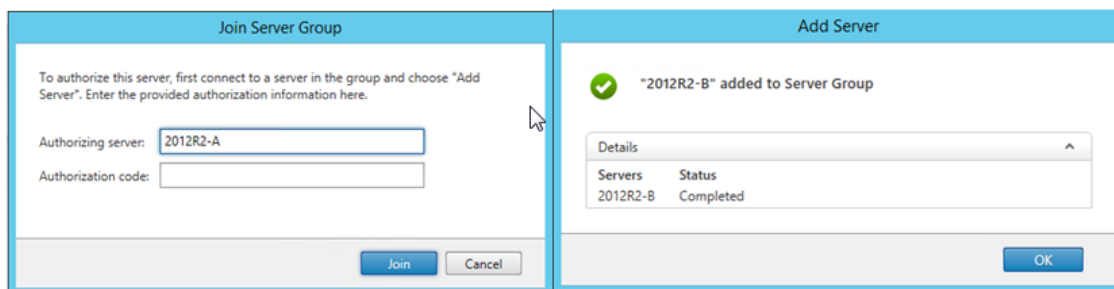 Join Server Group
To authorize this server, first connect to a server in the group and choose "Add
Server". Enter the provided authorization information here.
Authorizing server: 2012R2-A
Authorization code:
Join Cancel
Add Server
"2012R2-B" added to Server Group
Details
Servers Status
2012R2-B Completed
OK